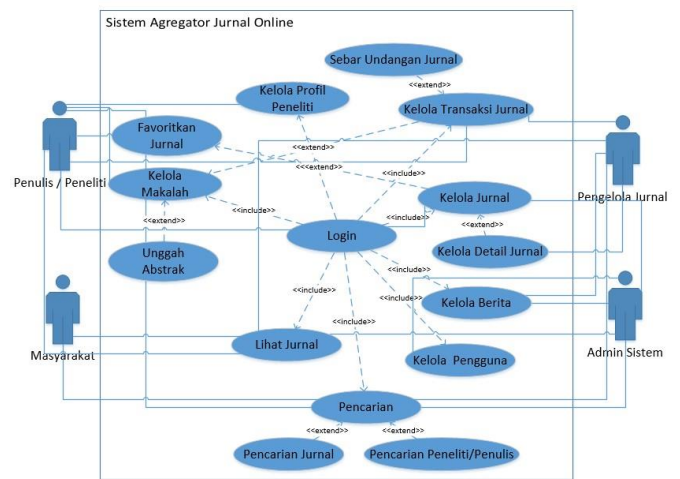 Sistem Agregator Jurnal Online
Sebar Undangan Jurnal
<<extend>>
Kelola Profil
Peneliti
Kelola Transaksi Jurnal
Favoritkan
Jurnal
<<extend>>
Penulis / Peneliti
<<<extend>>
Kelola
Makalah
<<include>>
Pengelola Jurnal
Kelola Jurnal
<<include>>
<<include>>
<<extend>>
<<extend>>
Login
Unggah
Abstrak
Kelola Detail Jurnal
<<include>>
<<include>>
<<include>>
Kelola Berita
<<include>>
Masyarakat
Lihat Jurnal
Kelola Pengguna
Admin Sistem
Pencarian
<<extend>>
<<extend>>
Pencarian Jurnal
Pencarian Peneliti/Penulis